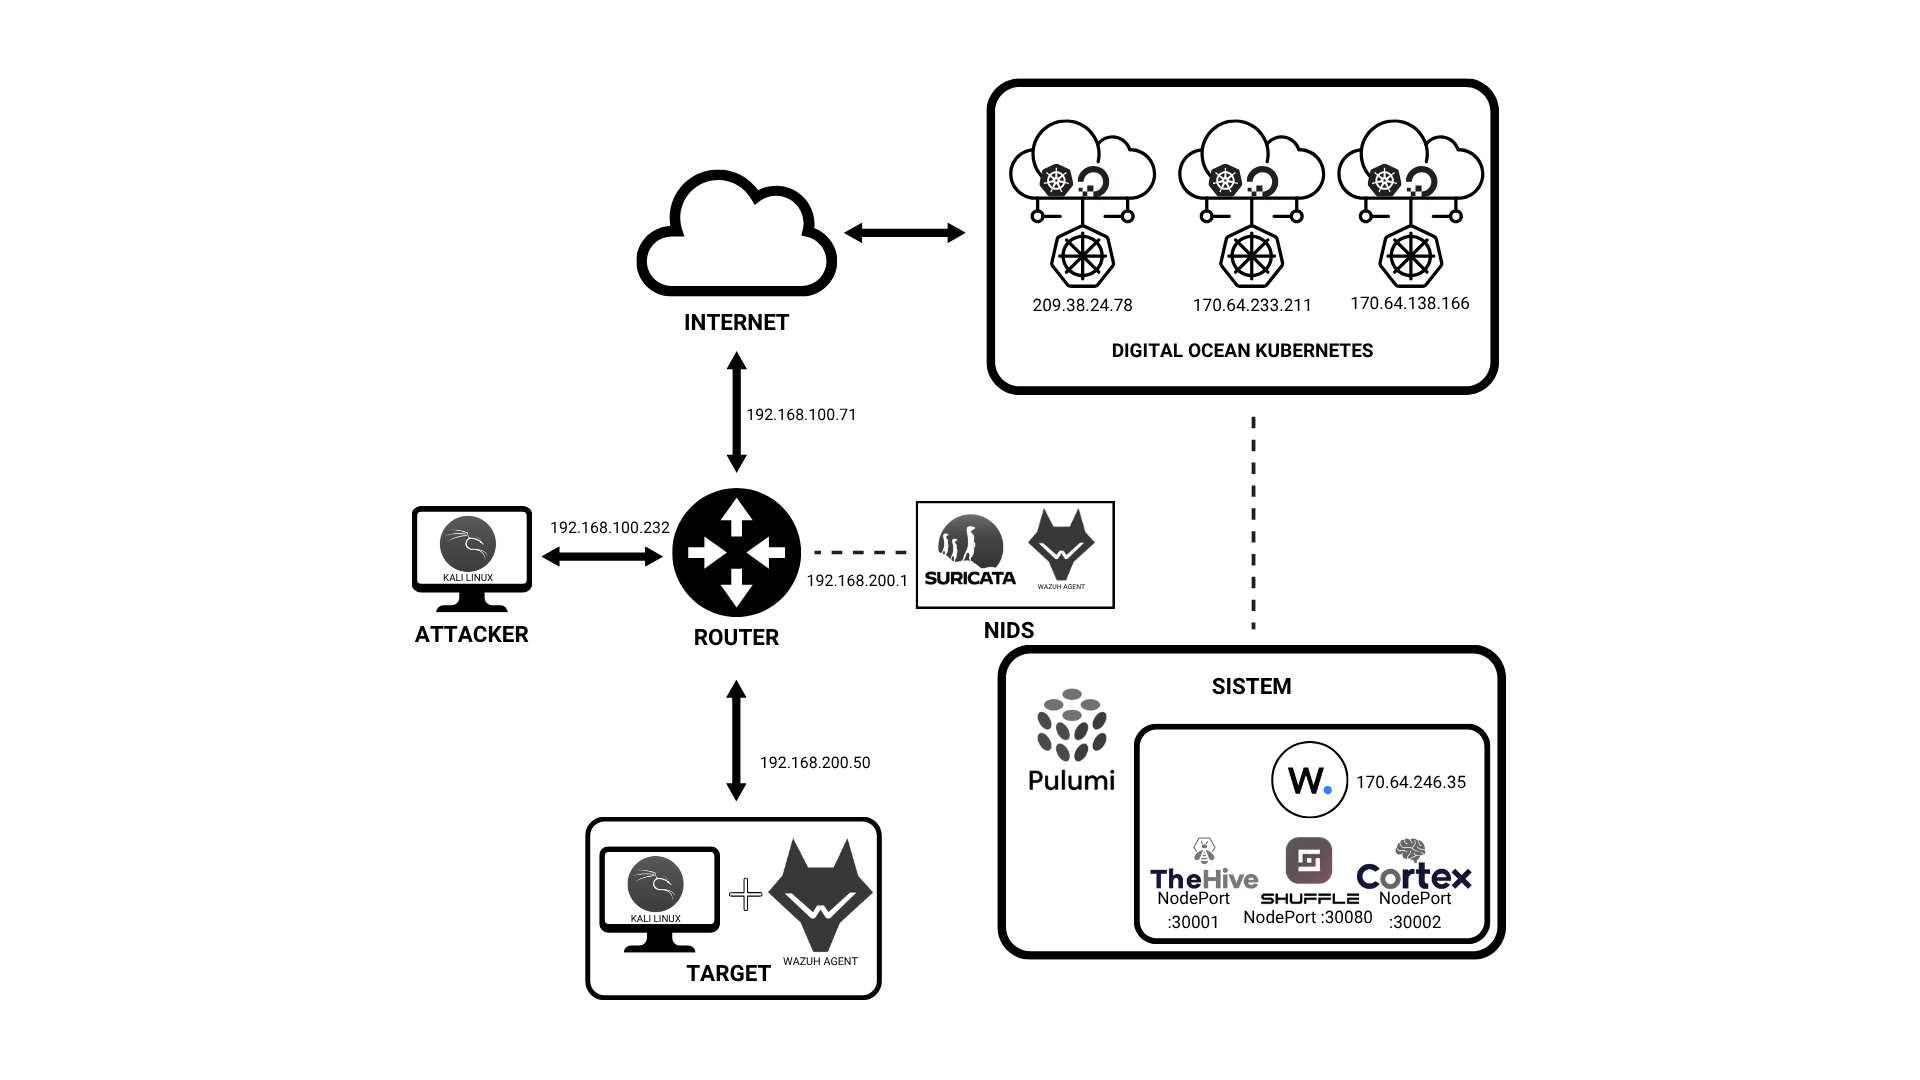 209.38.24.78
170.64.233.211
170.64.138.166
DIGITAL OCEAN KUBERNETES
INTERNET
192.168.100.71
KALI LINUX
ATTACKER
192.168.100.232
ROUTER
192.168.200.1
SURICATA
WAZUH AGENT
NIDS
192.168.200.50
KALI LINUX
WAZUH AGENT
TARGET
SISTEM
Pulumi
W.
170.64.246.35
TheHive
NodePort
:30001
SHUFFLE
NodePort :30080
Cortex
NodePort
:30002